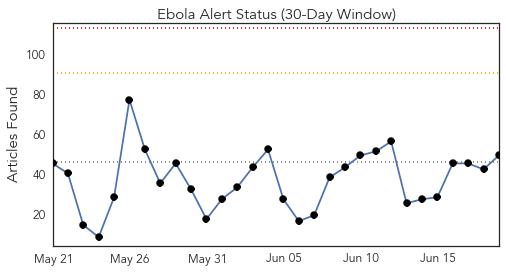 Ebola Alert Status (30-Day Window)
Articles Found
100
80
60
40
20
May 21 May 26 May 31 Jun 05 Jun 10 Jun 15